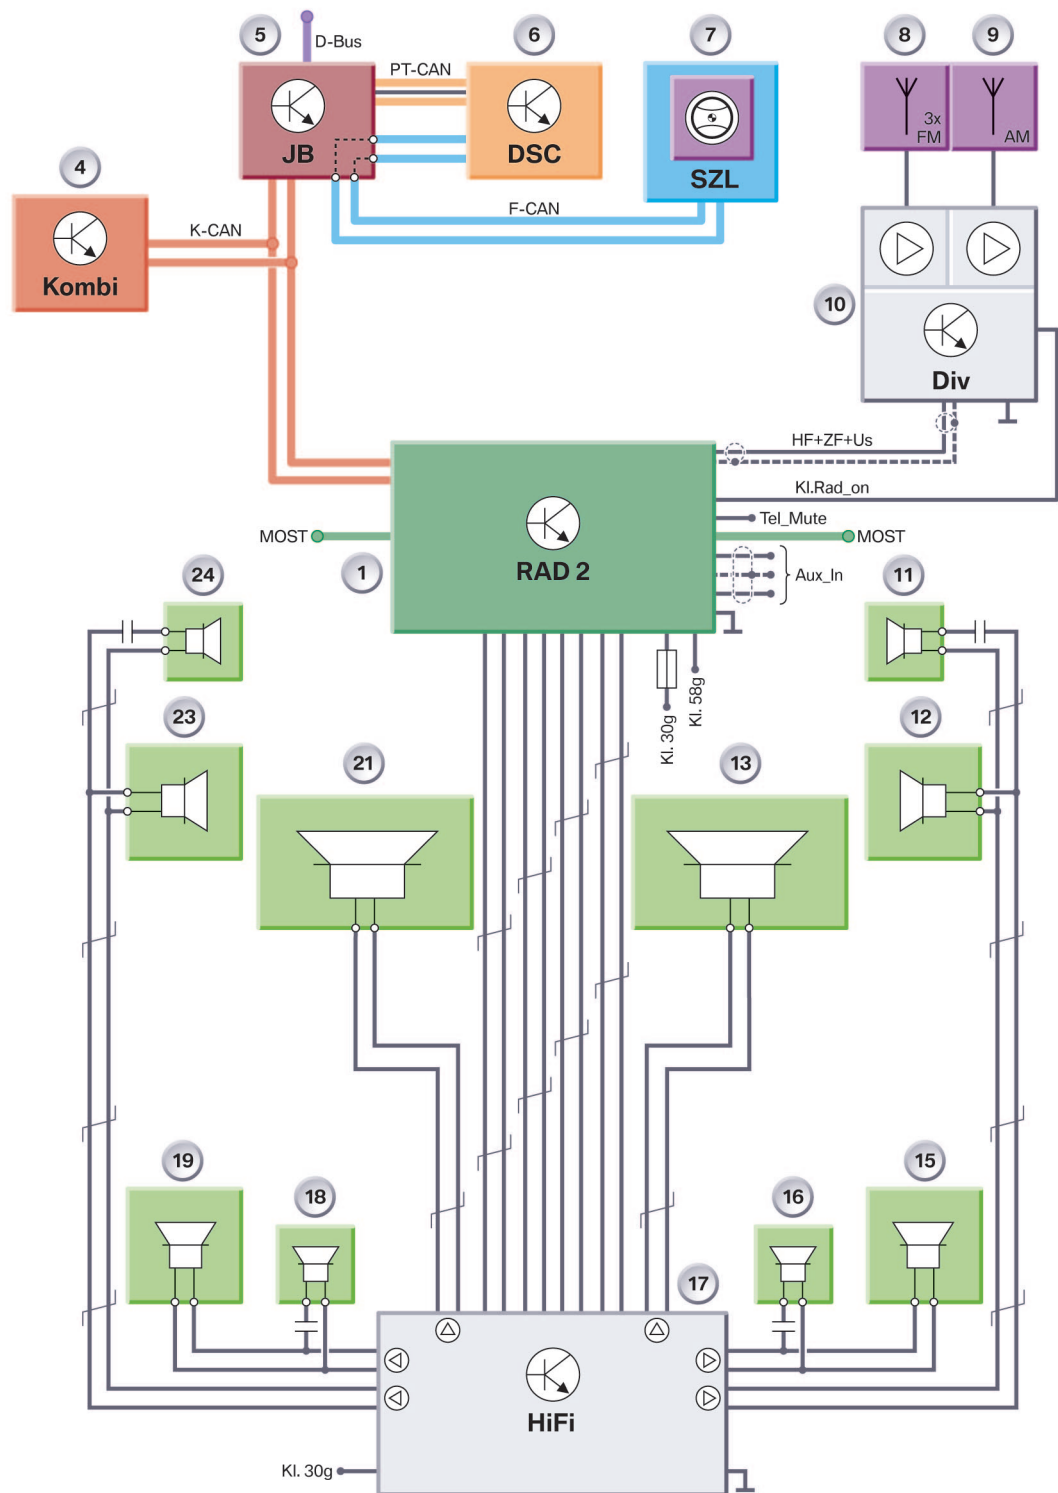 5
6
7
8
9
D-Bus
PT-CAN
JB
DSC
SZL
3x
FM
AM
4
F-CAN
K-CAN
Kombi
10
Div
HF+ZF+Us
Kl.Rad_on
Tel_Mute
MOST
MOST
RAD 2
1
Aux_In
24
11
Kl. 30g
Kl. 58g
23
12
21
13
19
18
16
15
17
HiFi
Kl. 30g